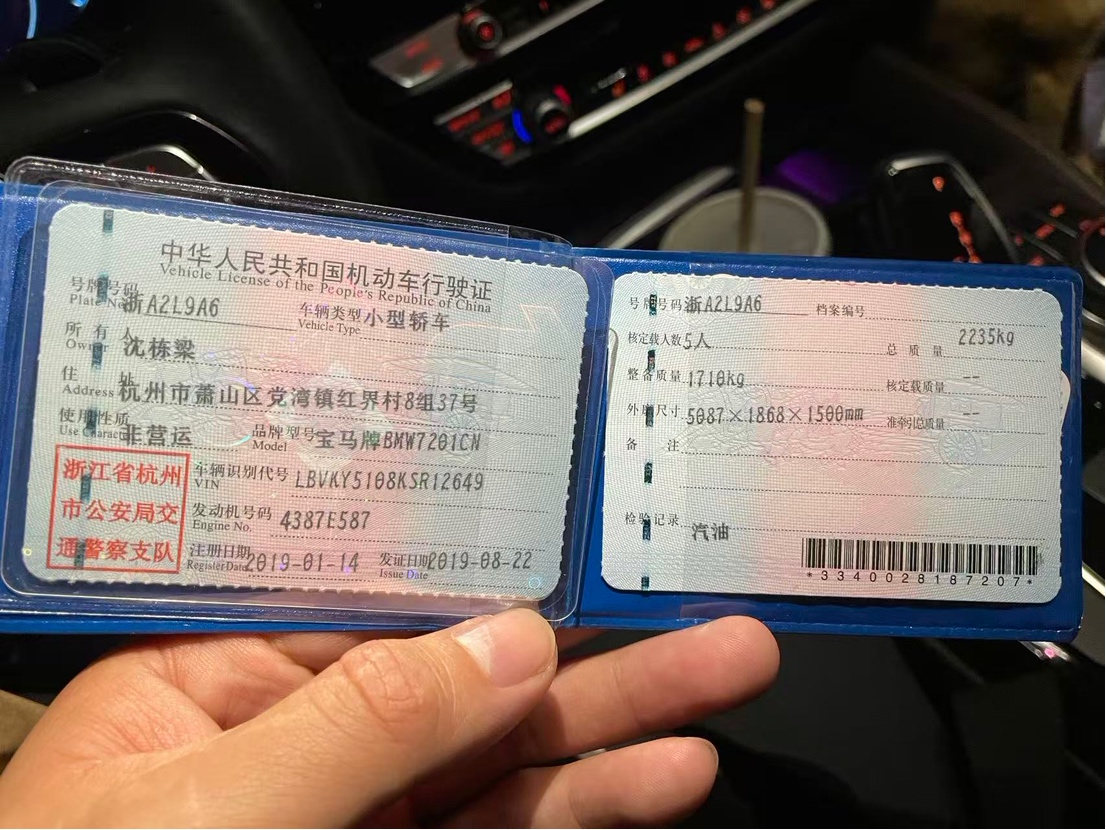 中华人民共和国机动车行驶证
Vehicle License of the People's Republic of China
号牌号码 浙A2L9A6 车辆类型 小型轿车
Plate No. Vehicle Type
所有人 沈栋梁
Owner
住址 杭州市萧山区党湾镇红界村8组37号
Address
使用性质 非营运 品牌型号 宝马牌BMW7201CN
Use Character Model
浙江省杭州
市公安局交
通警察支队
车辆识别代号 LBVKY5108KSR12649
VIN
发动机号码 4387E587
Engine No.
注册日期 2019-01-14 发证日期 2019-08-22
Register Date Issue Date
号牌号码 浙A2L9A6 档案编号
核定载人数 5人 总质量 2235kg
整备质量 1710kg 核定载质量 --
外廓尺寸 5087×1868×1500mm 准牵引总质量 --
备注
检验记录 汽油
*3340028187207*